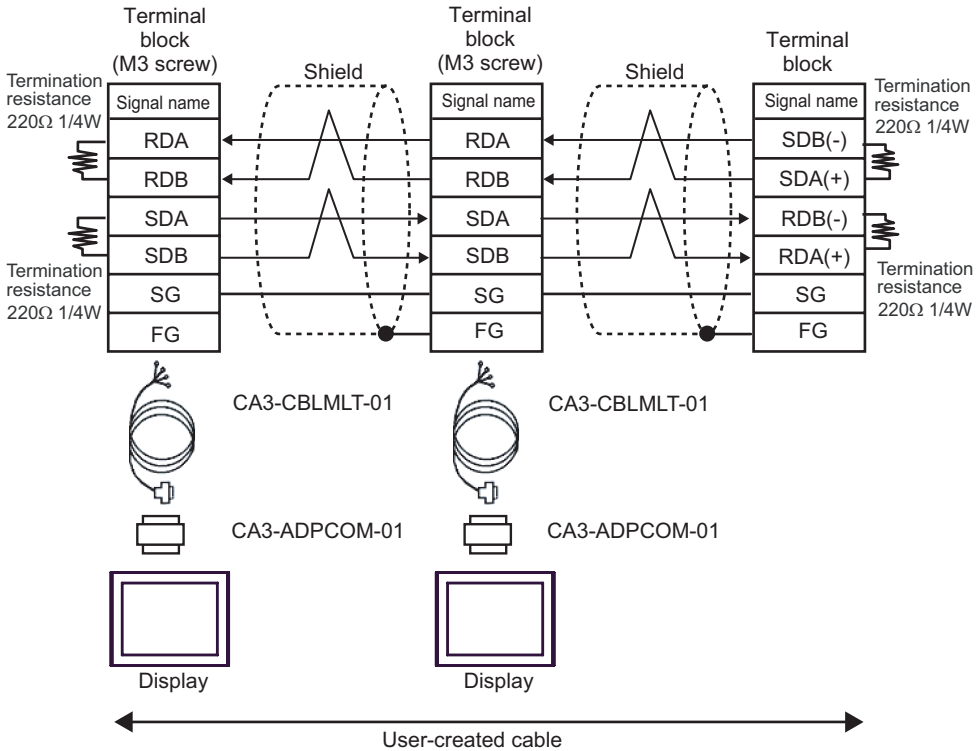 Terminal
block
(M3 screw)
Terminal
block
(M3 screw)
Terminal
block
Termination
resistance
220Ω 1/4W
Shield
Shield
Termination
resistance
220Ω 1/4W
Signal name
Signal name
Signal name
RDA
RDA
SDB(-)
RDB
RDB
SDA(+)
SDA
SDA
RDB(-)
SDB
SDB
RDA(+)
Termination
resistance
220Ω 1/4W
SG
SG
SG
Termination
resistance
220Ω 1/4W
FG
FG
FG
CA3-CBLMLT-01
CA3-CBLMLT-01
CA3-ADPCOM-01
CA3-ADPCOM-01
Display
Display
User-created cable